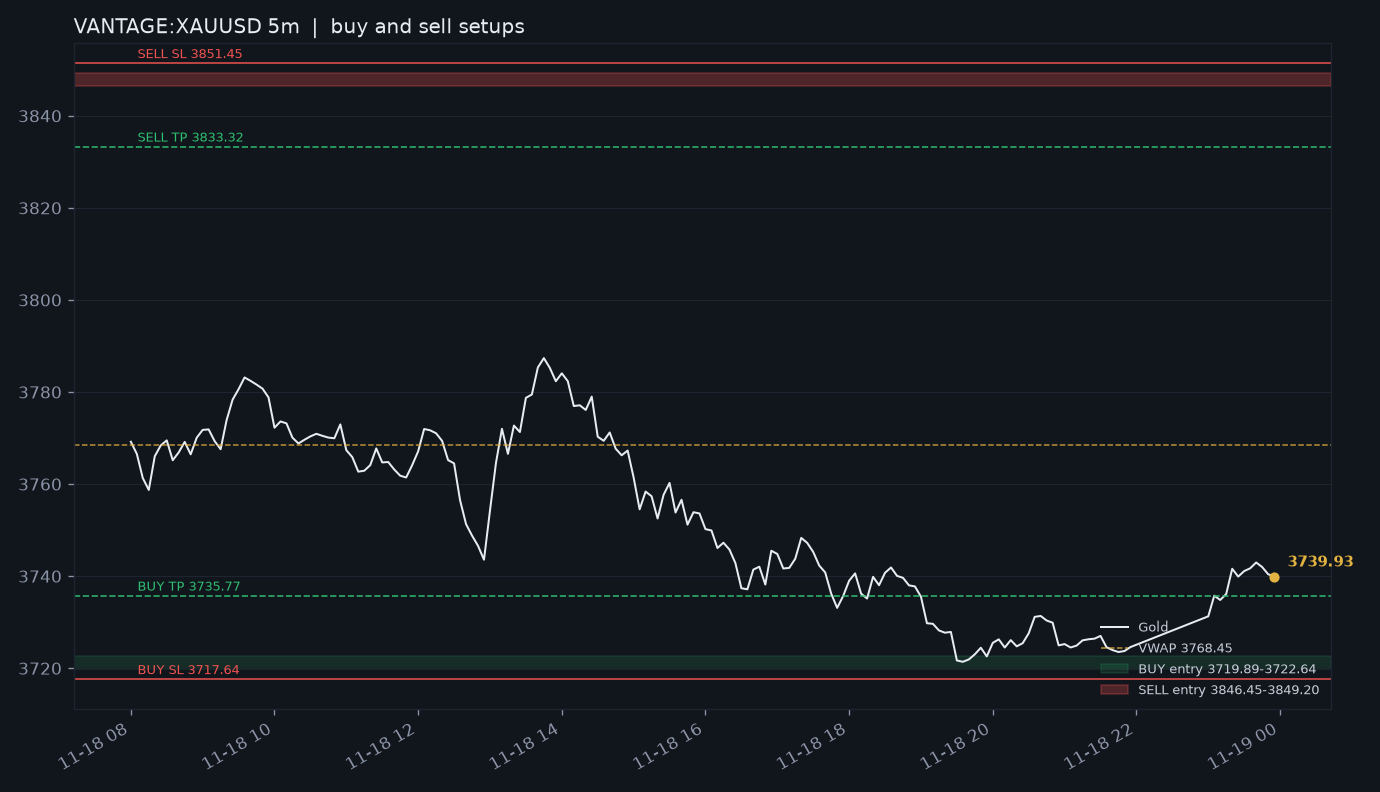 VANTAGE:XAUUSD 5m | buy and sell setups
SELL SL 3851.45
3840
SELL TP 3833.32
3820
3800
3780
3760
3739.93
3740
BUY TP 3735.77
Gold
VWAP 3768.45
3720
BUY SL 3717.64
BUY entry 3719.89-3722.64
SELL entry 3846.45-3849.20
11-18 08
11-18 10
11-18 12
11-18 14
11-18 16
11-18 18
11-18 20
11-18 22
11-19 00